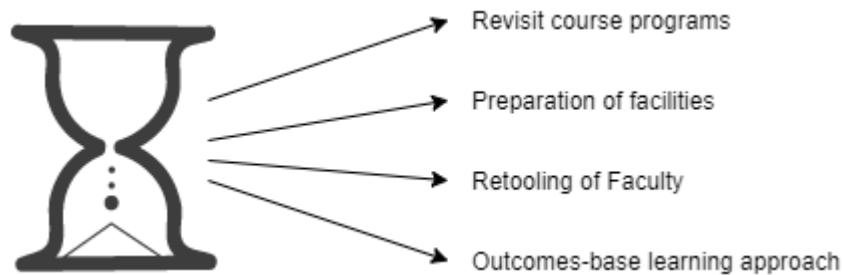 Revisit course programs
Preparation of facilities
Retooling of Faculty
Outcomes-base learning approach